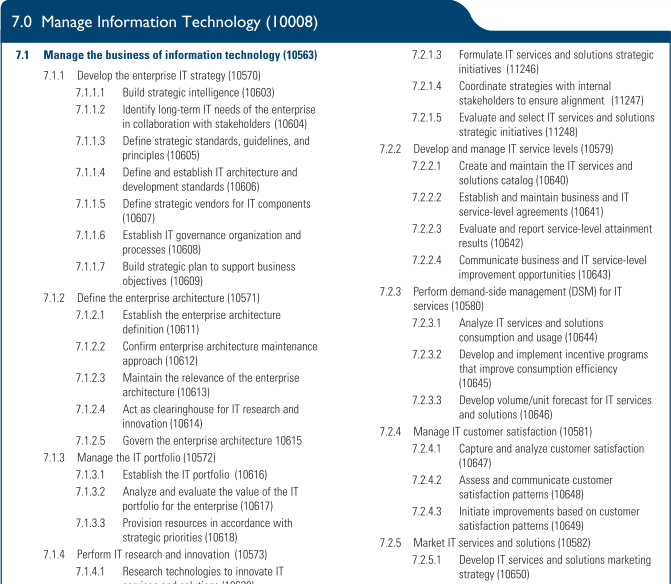 7.0 Manage Information Technology (10008)
7.1 Manage the business of information technology (10563)
7.1.1 Develop the enterprise IT strategy (10570)
7.1.1.1 Build strategic intelligence (10603)
7.1.1.2 Identify long-term IT needs of the enterprise
in collaboration with stakeholders (10604)
7.1.1.3 Define strategic standards, guidelines, and
principles (10605)
7.1.1.4 Define and establish IT architecture and
development standards (10606)
7.1.1.5 Define strategic vendors for IT components
(10607)
7.1.1.6 Establish IT governance organization and
processes (10608)
7.1.1.7 Build strategic plan to support business
objectives (10609)
7.1.2 Define the enterprise architecture (10571)
7.1.2.1 Establish the enterprise architecture
definition (10611)
7.1.2.2 Confirm enterprise architecture maintenance
approach (10612)
7.1.2.3 Maintain the relevance of the enterprise
architecture (10613)
7.1.2.4 Act as clearinghouse for IT research and
innovation (10614)
7.1.2.5 Govern the enterprise architecture 10615
7.1.3 Manage the IT portfolio (10572)
7.1.3.1 Establish the IT portfolio (10616)
7.1.3.2 Analyze and evaluate the value of the IT
portfolio for the enterprise (10617)
7.1.3.3 Provision resources in accordance with
strategic priorities (10618)
7.1.4 Perform IT research and innovation (10573)
7.1.4.1 Research technologies to innovate IT
7.2.1.3 Formulate IT services and solutions strategic
initiatives (11246)
7.2.1.4 Coordinate strategies with internal
stakeholders to ensure alignment (11247)
7.2.1.5 Evaluate and select IT services and solutions
strategic initiatives (11248)
7.2.2 Develop and manage IT service levels (10579)
7.2.2.1 Create and maintain the IT services and
solutions catalog (10640)
7.2.2.2 Establish and maintain business and IT
service-level agreements (10641)
7.2.2.3 Evaluate and report service-level attainment
results (10642)
7.2.2.4 Communicate business and IT service-level
improvement opportunities (10643)
7.2.3 Perform demand-side management (DSM) for IT
services (10580)
7.2.3.1 Analyze IT services and solutions
consumption and usage (10644)
7.2.3.2 Develop and implement incentive programs
that improve consumption efficiency
(10645)
7.2.3.3 Develop volume/unit forecast for IT services
and solutions (10646)
7.2.4 Manage IT customer satisfaction (10581)
7.2.4.1 Capture and analyze customer satisfaction
(10647)
7.2.4.2 Assess and communicate customer
satisfaction patterns (10648)
7.2.4.3 Initiate improvements based on customer
satisfaction patterns (10649)
7.2.5 Market IT services and solutions (10582)
7.2.5.1 Develop IT services and solutions marketing
strategy (10650)